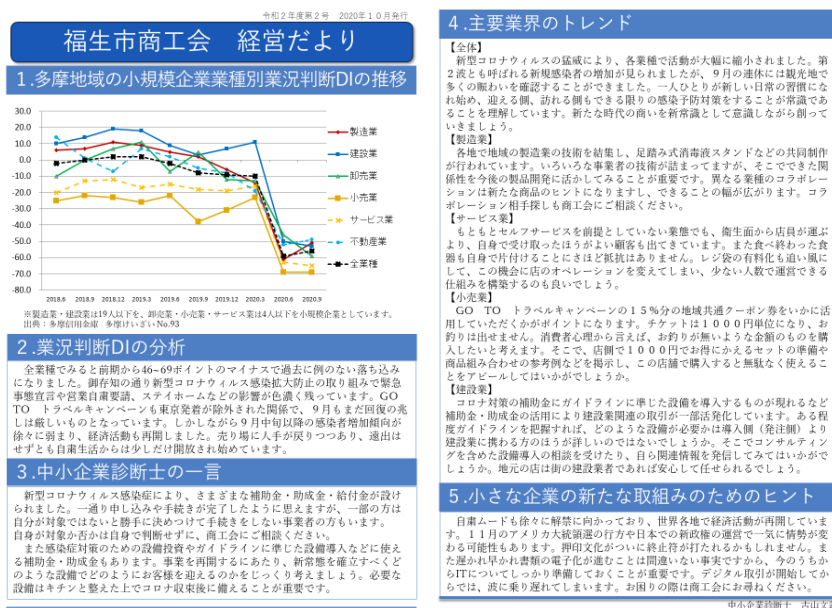 令和２年度第２号　2020年１０月発行
福生市商工会　経営だより
１.多摩地域の小規模企業業種別業況判断DIの推移
30.0
20.0
10.0
0.0
-10.0
-20.0
-30.0
-40.0
-50.0
-60.0
-70.0
-80.0
2018.6 2018.9 2018.12 2019.3 2019.6 2019.9 2019.12 2020.3 2020.6 2020.9
製造業
建設業
卸売業
小売業
サービス業
不動産業
全業種
※製造業・建設業は19人以下を、卸売業・小売業・サービス業は4人以下を小規模企業としています。
出典：多摩信用金庫　多摩けいざいNo.93
２.業況判断DIの分析
全業種でみると前期から46~69ポイントのマイナスで過去に例のない落ち込み
になりました。御存知の通り新型コロナウィルス感染拡大防止の取り組みで緊急
事態宣言や営業自粛要請、ステイホームなどの影響が色濃く残っています。GO
TO　トラベルキャンペーンも東京発着が除外された関係で、９月もまだ回復の兆
しは厳しいものとなっています。しかしながら９月中旬以降の感染者増加傾向が
徐々に弱まり、経済活動も再開しました。売り場に人手が戻りつつあり、遠出は
せずとも自粛生活からは少しだけ開放され始めています。
３.中小企業診断士の一言
新型コロナウィルス感染症により、さまざまな補助金・助成金・給付金が設け
られました。一通り申し込みや手続きが完了したように思えますが、一部の方は
自分が対象ではないと勝手に決めつけて手続きをしない事業者の方もいます。
自身が対象か否かは自身で判断せずに、商工会にご相談ください。
また感染症対策のための設備投資やガイドラインに準じた設備導入などに使え
る補助金・助成金もあります。事業を再開するにあたり、新常態を確立すべくど
のような設備でどのようにお客様を迎えるのかをじっくり考えましょう。必要な
設備はキチンと整えた上でコロナ収束後に備えることが重要です。
４.主要業界のトレンド
【全体】
新型コロナウィルスの猛威により、各業種で活動が大幅に縮小されました。第
２波とも呼ばれる新規感染者の増加が見られましたが、９月の連休には観光地で
多くの賑わいを確認することができました。一人ひとりが新しい日常の習慣にな
れ始め、迎える側、訪れる側もできる限りの感染予防対策をすることが常識であ
ることを理解しています。新たな時代の商いを新常識として意識しながら創って
いきましょう。
【製造業】
各地で地域の製造業の技術を結集し、足踏み式消毒液スタンドなどの共同制作
が行われています。いろいろな事業者の技術が詰まってますが、そこでできた関
係性を今後の製品開発に活かしてみることも重要です。異なる業種のコラボレー
ションは新たな商品のヒントになりますし、できることの幅が広がります。コラ
ボレーション相手探しも商工会にご相談ください。
【サービス業】
もともとセルフサービスを前提としていない業態でも、衛生面から店員が運ぶ
より、自身で受け取ったほうがよい顧客も出てきています。また食べ終わった食
器も自身で片付けることにさほど抵抗はありません。レジ袋の有料化も追い風に
して、この機会に店のオペレーションを変えてしまい、少ない人数で運営できる
仕組みを構築するのも良いでしょう。
【小売業】
GO　TO　トラベルキャンペーンの１５％分の地域共通クーポン券をいかに活
用していただくかがポイントになります。チケットは１０００円単位になり、お
釣りは出せません。消費者心理から言えば、お釣りが無いような金額のものを購
入したいと考えます。そこで、店側で１０００円でお得にかえるセットの準備や
商品組み合わせの参考例などを掲示し、この店舗で購入すると無駄なく使えるこ
とをアピールしてはいかがでしょうか。
【建設業】
コロナ対策の補助金にガイドラインに準じた設備を導入するものが現れるなど
補助金・助成金の活用により建設業関連の取引が一部活発化しています。ある程
度ガイドラインを把握すれば、どのような設備が必要かは導入側（発注側）より
建設業に携わる方のほうが詳しいのではないでしょうか。そこでコンサルティン
グを含めた設備導入の相談を受けたり、自ら関連情報を発信してみてはいかがで
しょうか。地元の店は街の建設業者であれば安心して任せられるでしょう。
５.小さな企業の新たな取組みのためのヒント
自粛ムードも徐々に解禁に向かっており、世界各地で経済活動が再開していま
す。１１月のアメリカ大統領選の行方や日本での新政権の運営で一気に情勢が変
わる可能性もあります。押印文化がついに終止符が打たれるかもしれません。ま
た遅かれ早かれ書類の電子化が進むことは間違いない事実ですから、今のうちか
らITについてしっかり準備しておくことが重要です。デジタル取引が開始してか
らでは、波に乗り遅れてしまいます。お困りの際は商工会にお尋ねください。
中小企業診断士